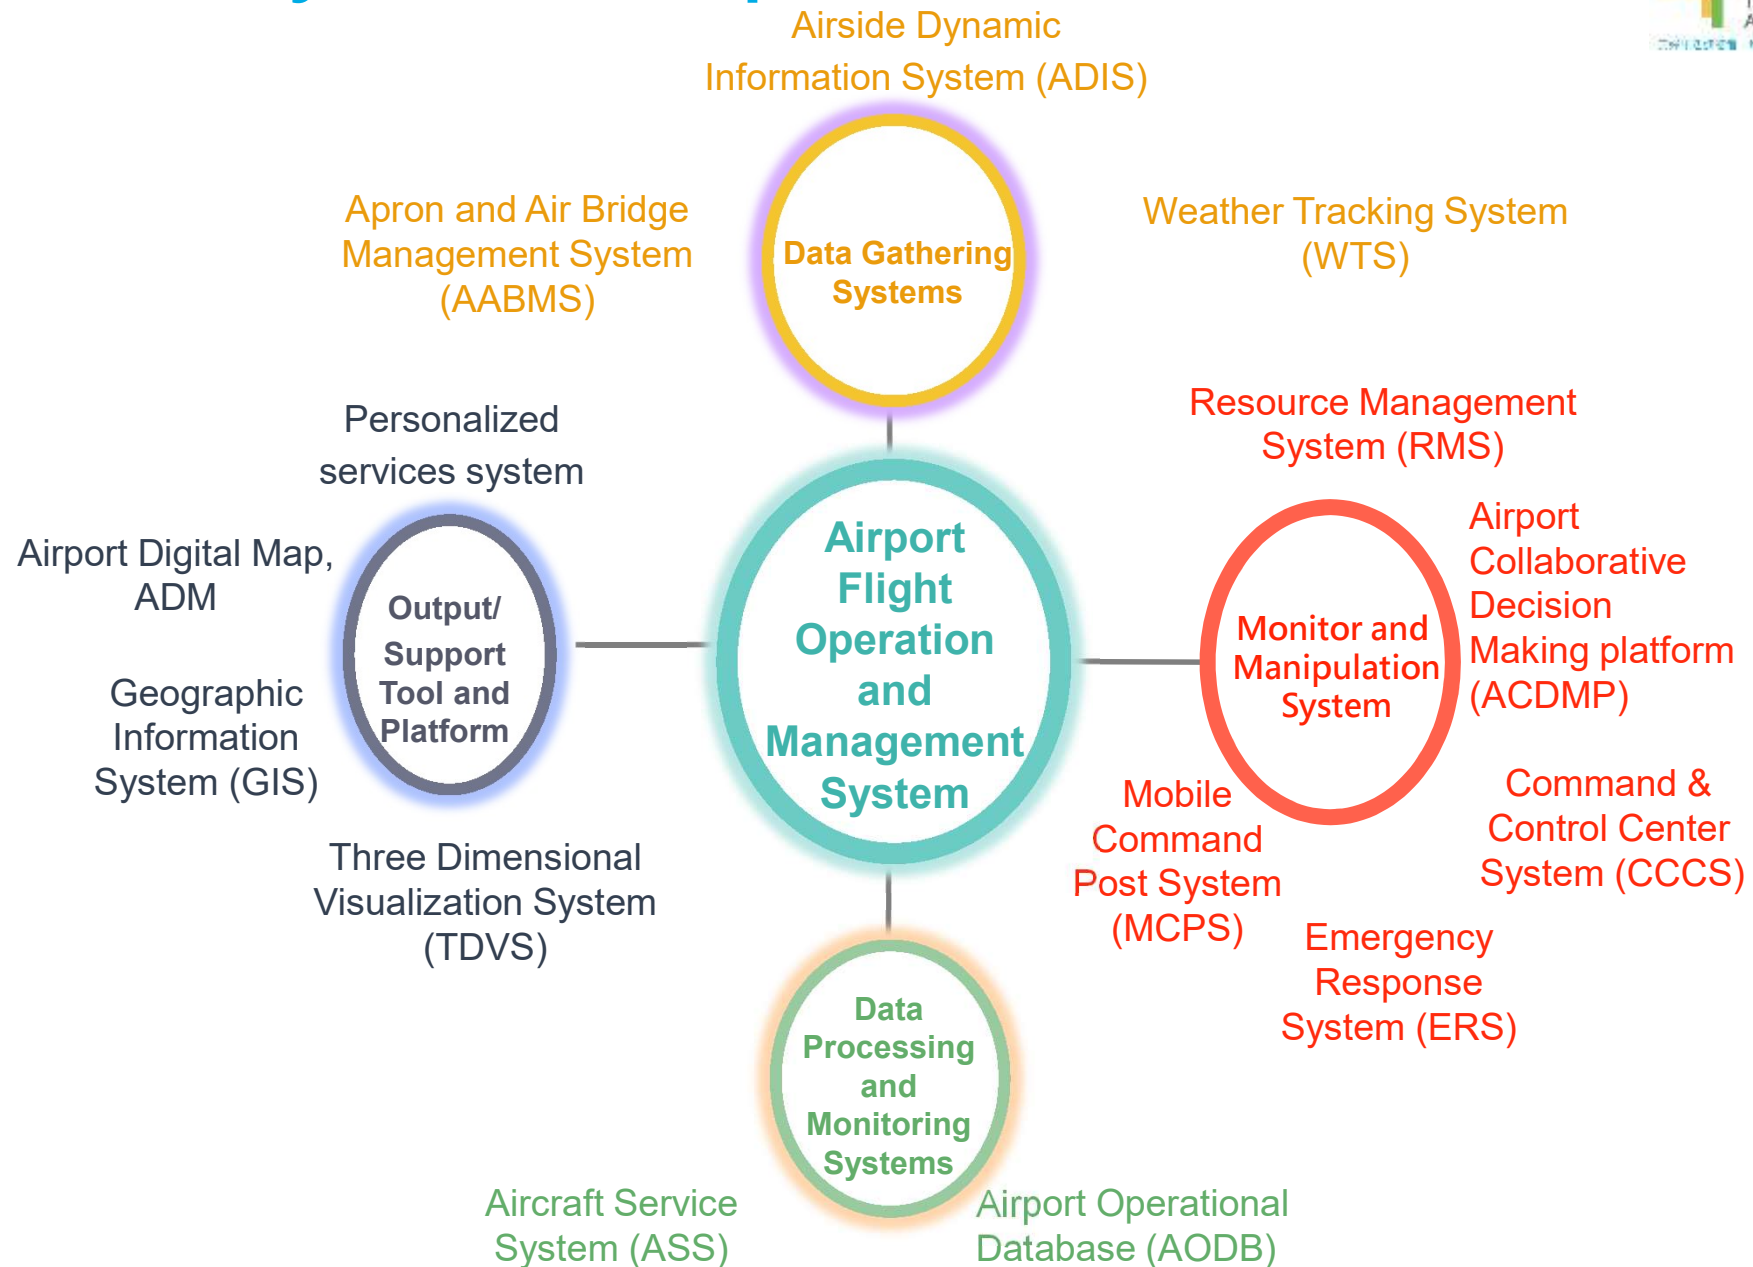 Airside Dynamic
Information System (ADIS)
Apron and Air Bridge
Management System
(AABMS)
Data Gathering
Systems
Weather Tracking System
(WTS)
Personalized
services system
Airport Digital Map,
ADM
Geographic
Information
System (GIS)
Three Dimensional
Visualization System
(TDVS)
Output/
Support
Tool and
Platform
Airport
Flight
Operation
and
Management
System
Resource Management
System (RMS)
Monitor and
Manipulation
System
Airport
Collaborative
Decision
Making platform
(ACDMP)
Mobile
Command
Post System
(MCPS)
Command &
Control Center
System (CCCS)
Emergency
Response
System (ERS)
Data
Processing
and
Monitoring
Systems
Aircraft Service
System (ASS)
Airport Operational
Database (AODB)